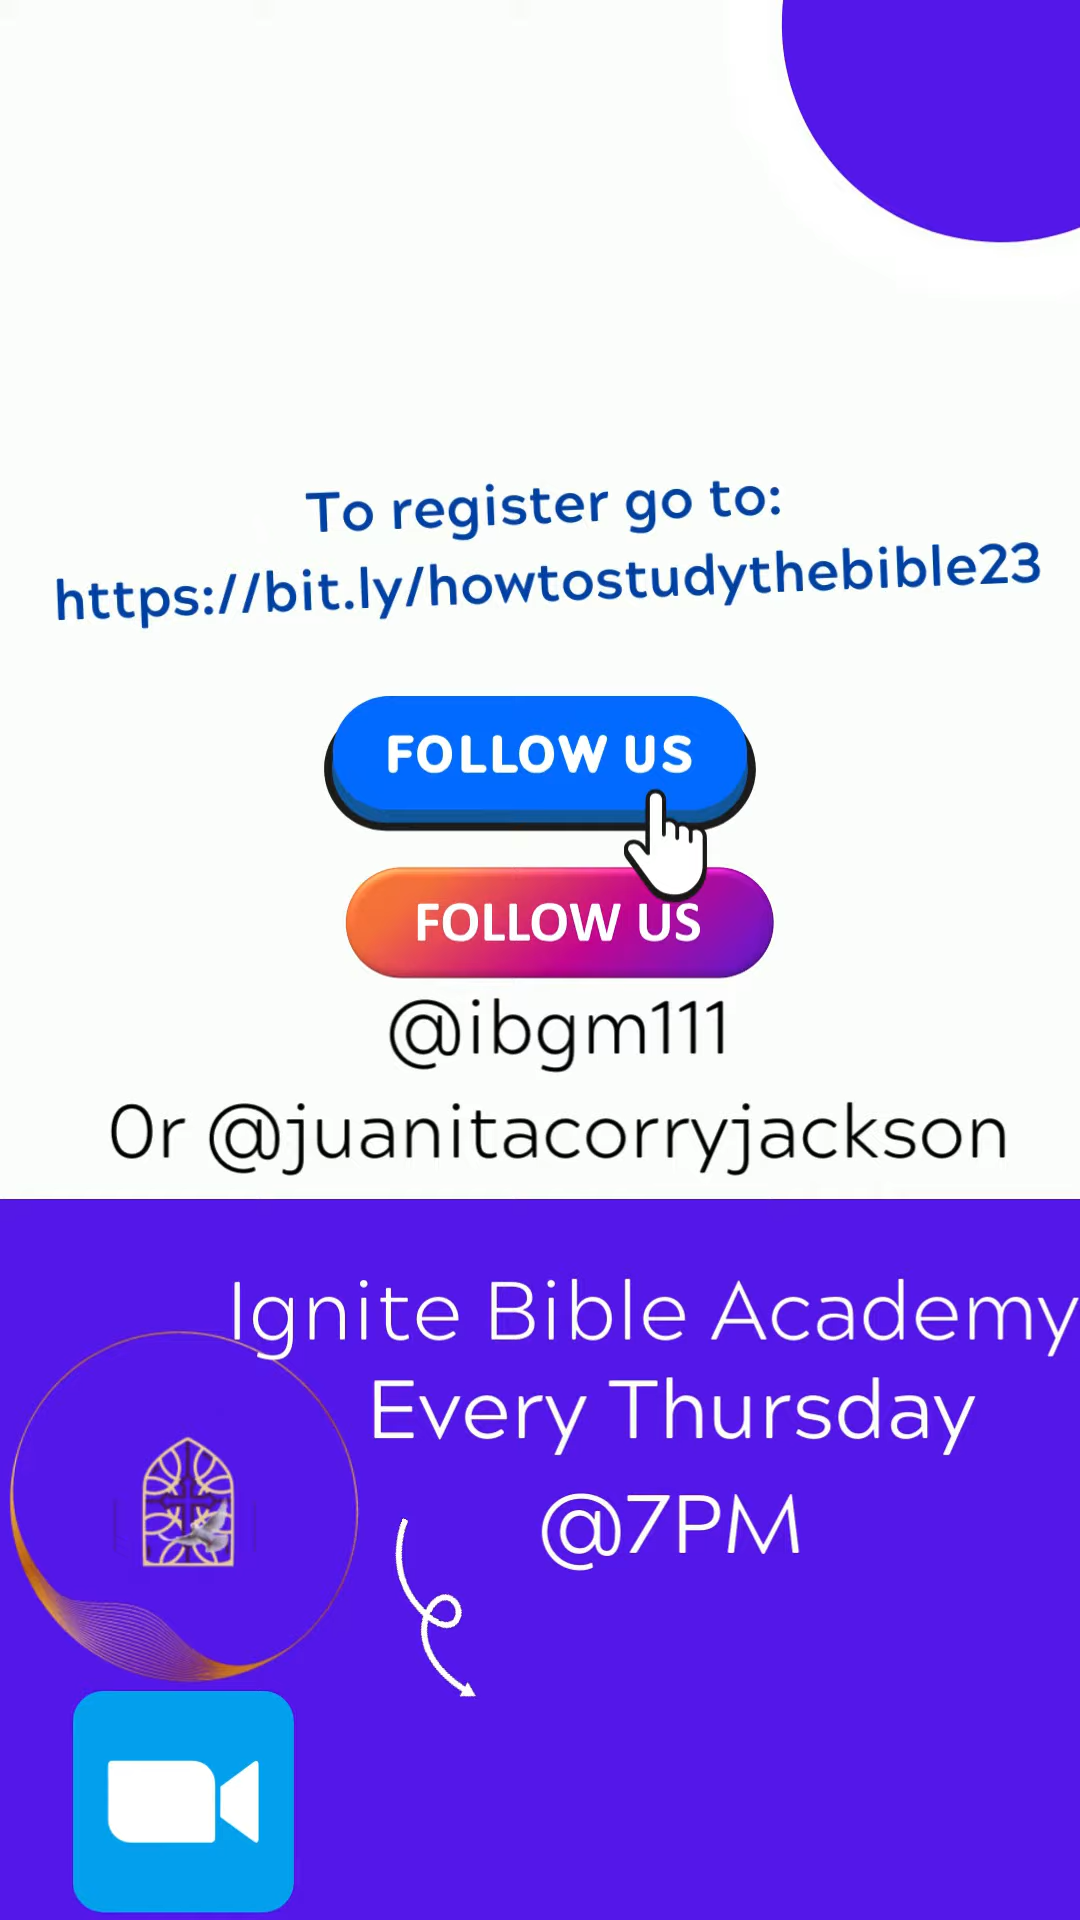 To register go to:
https://bit.ly/howtostudythebible23
FOLLOW US
FOLLOW US
@ibgm111
Or @juanitacorryjackson
Ignite Bible Academy
Every Thursday
@7PM